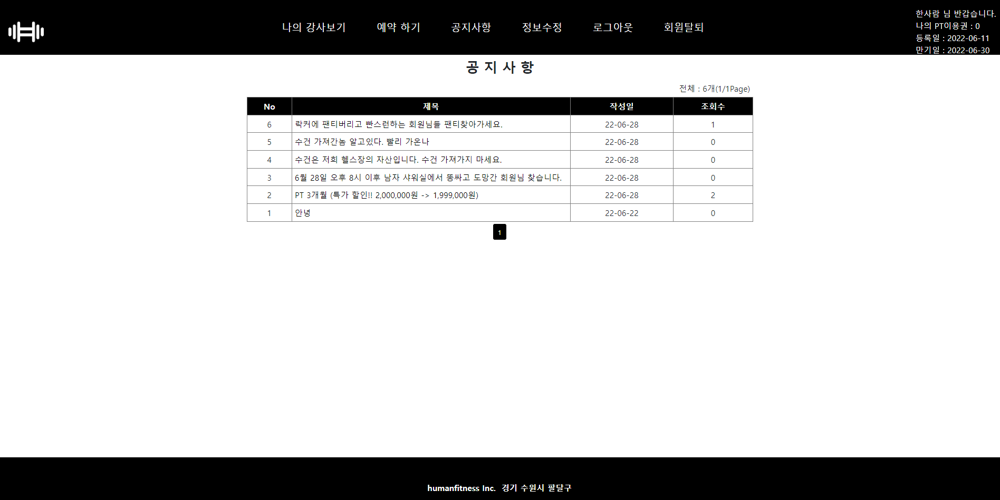 나의 강사보기 예약 하기 공지사항 정보수정 로그아웃 회원탈퇴
한사람 님 반갑습니다.
나의 PT이용권 : 0
등록일 : 2022-06-11
만기일 : 2022-06-30
공 지 사 항
전체 : 6개(1/1Page)
No 제목 작성일 조회수
6 락커에 팬티버리고 빤스런하는 회원님들 팬티찾아가세요. 22-06-28 1
5 수건 가져간놈 알고있다. 빨리 가온나 22-06-28 0
4 수건은 저희 헬스장의 자산입니다. 수건 가져가지 마세요. 22-06-28 0
3 6월 28일 오후 8시 이후 남자 샤워실에서 똥싸고 도망간 회원님 찾습니다. 22-06-28 0
2 PT 3개월 (특가 할인!! 2,000,000원 -> 1,999,000원) 22-06-28 2
1 안녕 22-06-22 0
1
humanfitness Inc. 경기 수원시 팔달구